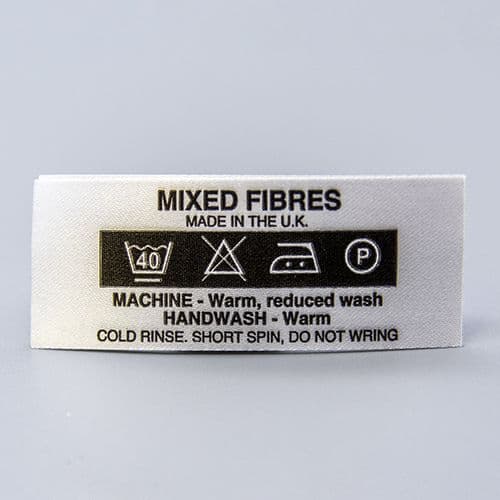 MIXED FIBRES
MADE IN THE U.K.
40 P
MACHINE - Warm, reduced wash
HANDWASH - Warm
COLD RINSE. SHORT SPIN, DO NOT WRING